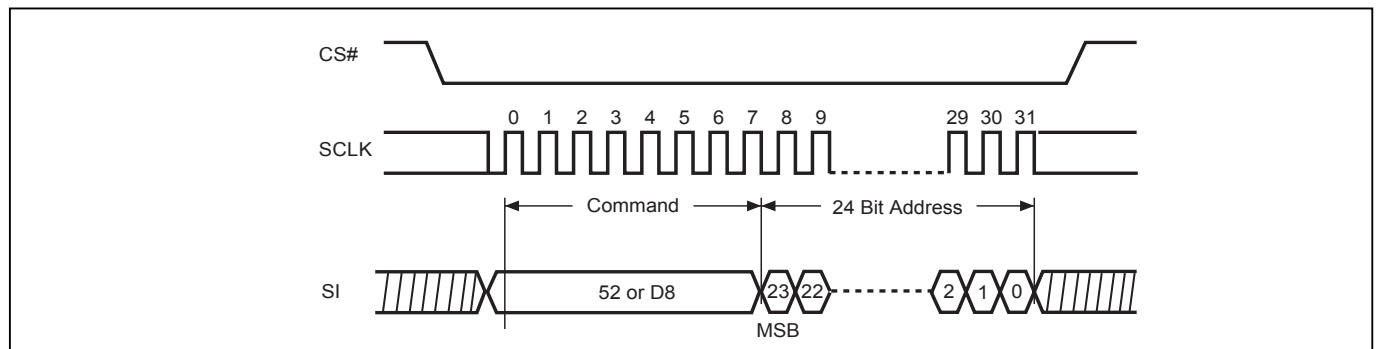 CS#
0 1 2 3 4 5 6 7 8 9 29 30 31
SCLK
Command 24 Bit Address
SI 52 or D8 23 22 2 1 0
MSB